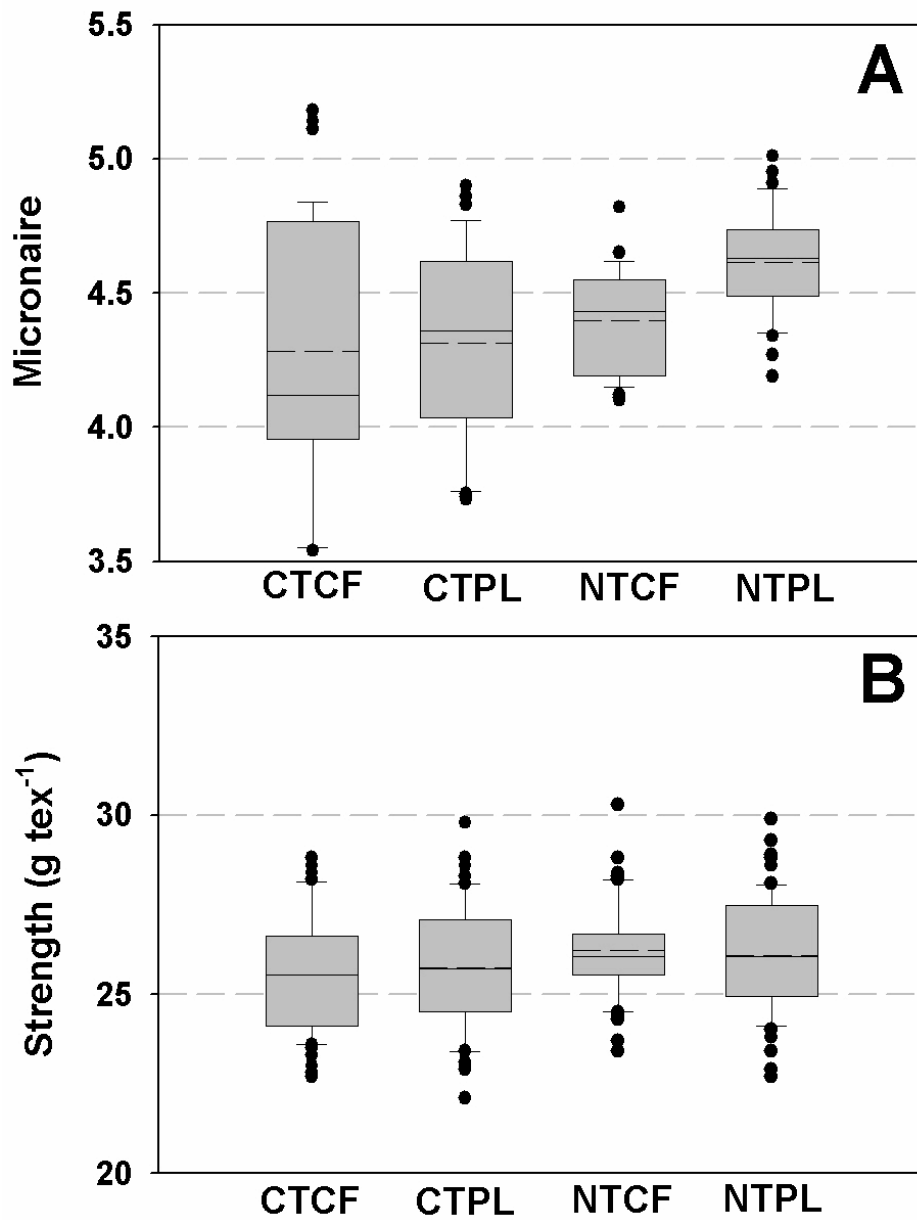 5.5
A
5.0
Micronaire
4.5
4.0
3.5
CTCF CTPL NTCF NTPL
35
B
Strength (g tex⁻¹)
30
25
20
CTCF CTPL NTCF NTPL